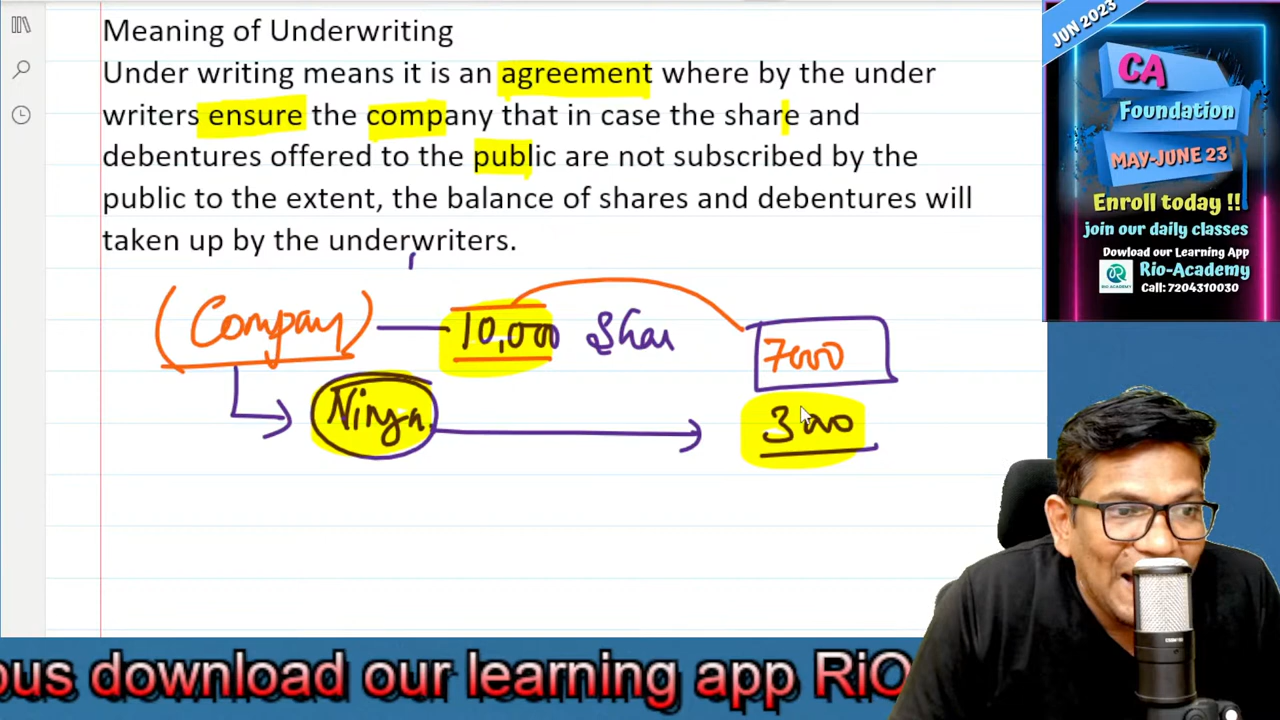 Meaning of Underwriting
Under writing means it is an agreement where by the under
writers ensure the company that in case the share and
debentures offered to the public are not subscribed by the
public to the extent, the balance of shares and debentures will
taken up by the underwriters.
(Company) 10,000 Shar 7000
3000
JUN 2023
CA
Foundation
MAY-JUNE 23
Enroll today !!
join our daily classes
Dowload our Learning App
RIO ACADEMY
Rio-Academy
Call: 7204310030
ous download our learning app RiO